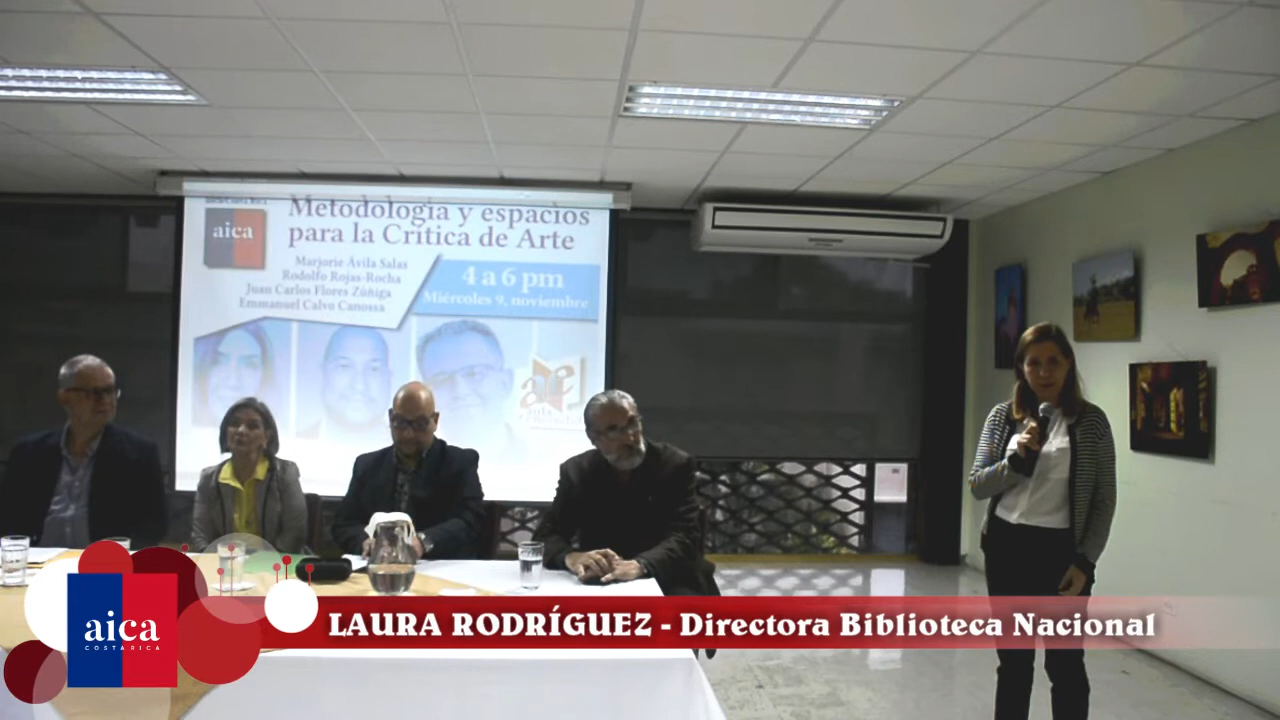 aica
Metodología y espacios
para la Crítica de Arte
Marjorie Ávila Salas
Rodolfo Rojas-Rocha
Juan Carlos Flores Zúñiga
Emmanuel Calvo Canossa
4 a 6 pm
Miércoles 9, noviembre
aica
COSTA RICA
LAURA RODRÍGUEZ - Directora Biblioteca Nacional